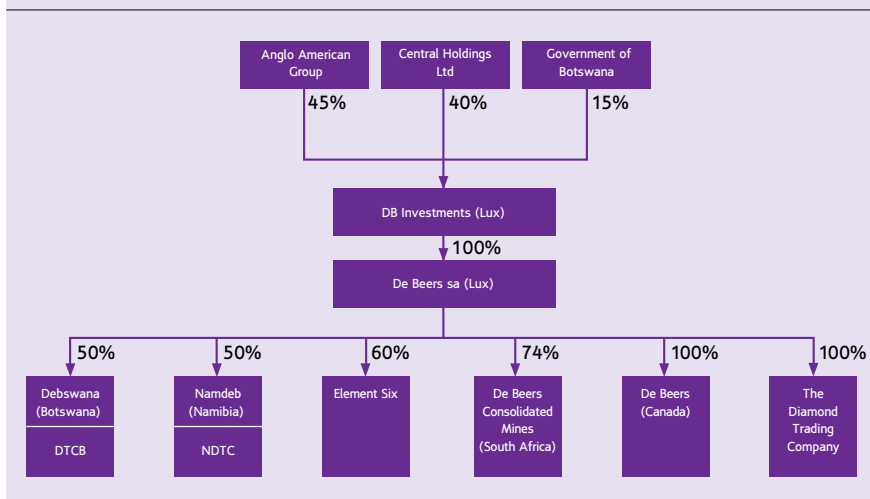 Anglo American
Group
Central Holdings
Ltd
Government of
Botswana
45%
40%
15%
DB Investments (Lux)
100%
De Beers sa (Lux)
50%
50%
60%
74%
100%
100%
Debswana
(Botswana)
DTCB
Namdeb
(Namibia)
NDTC
Element Six
De Beers
Consolidated
Mines
(South Africa)
De Beers
(Canada)
The
Diamond
Trading
Company